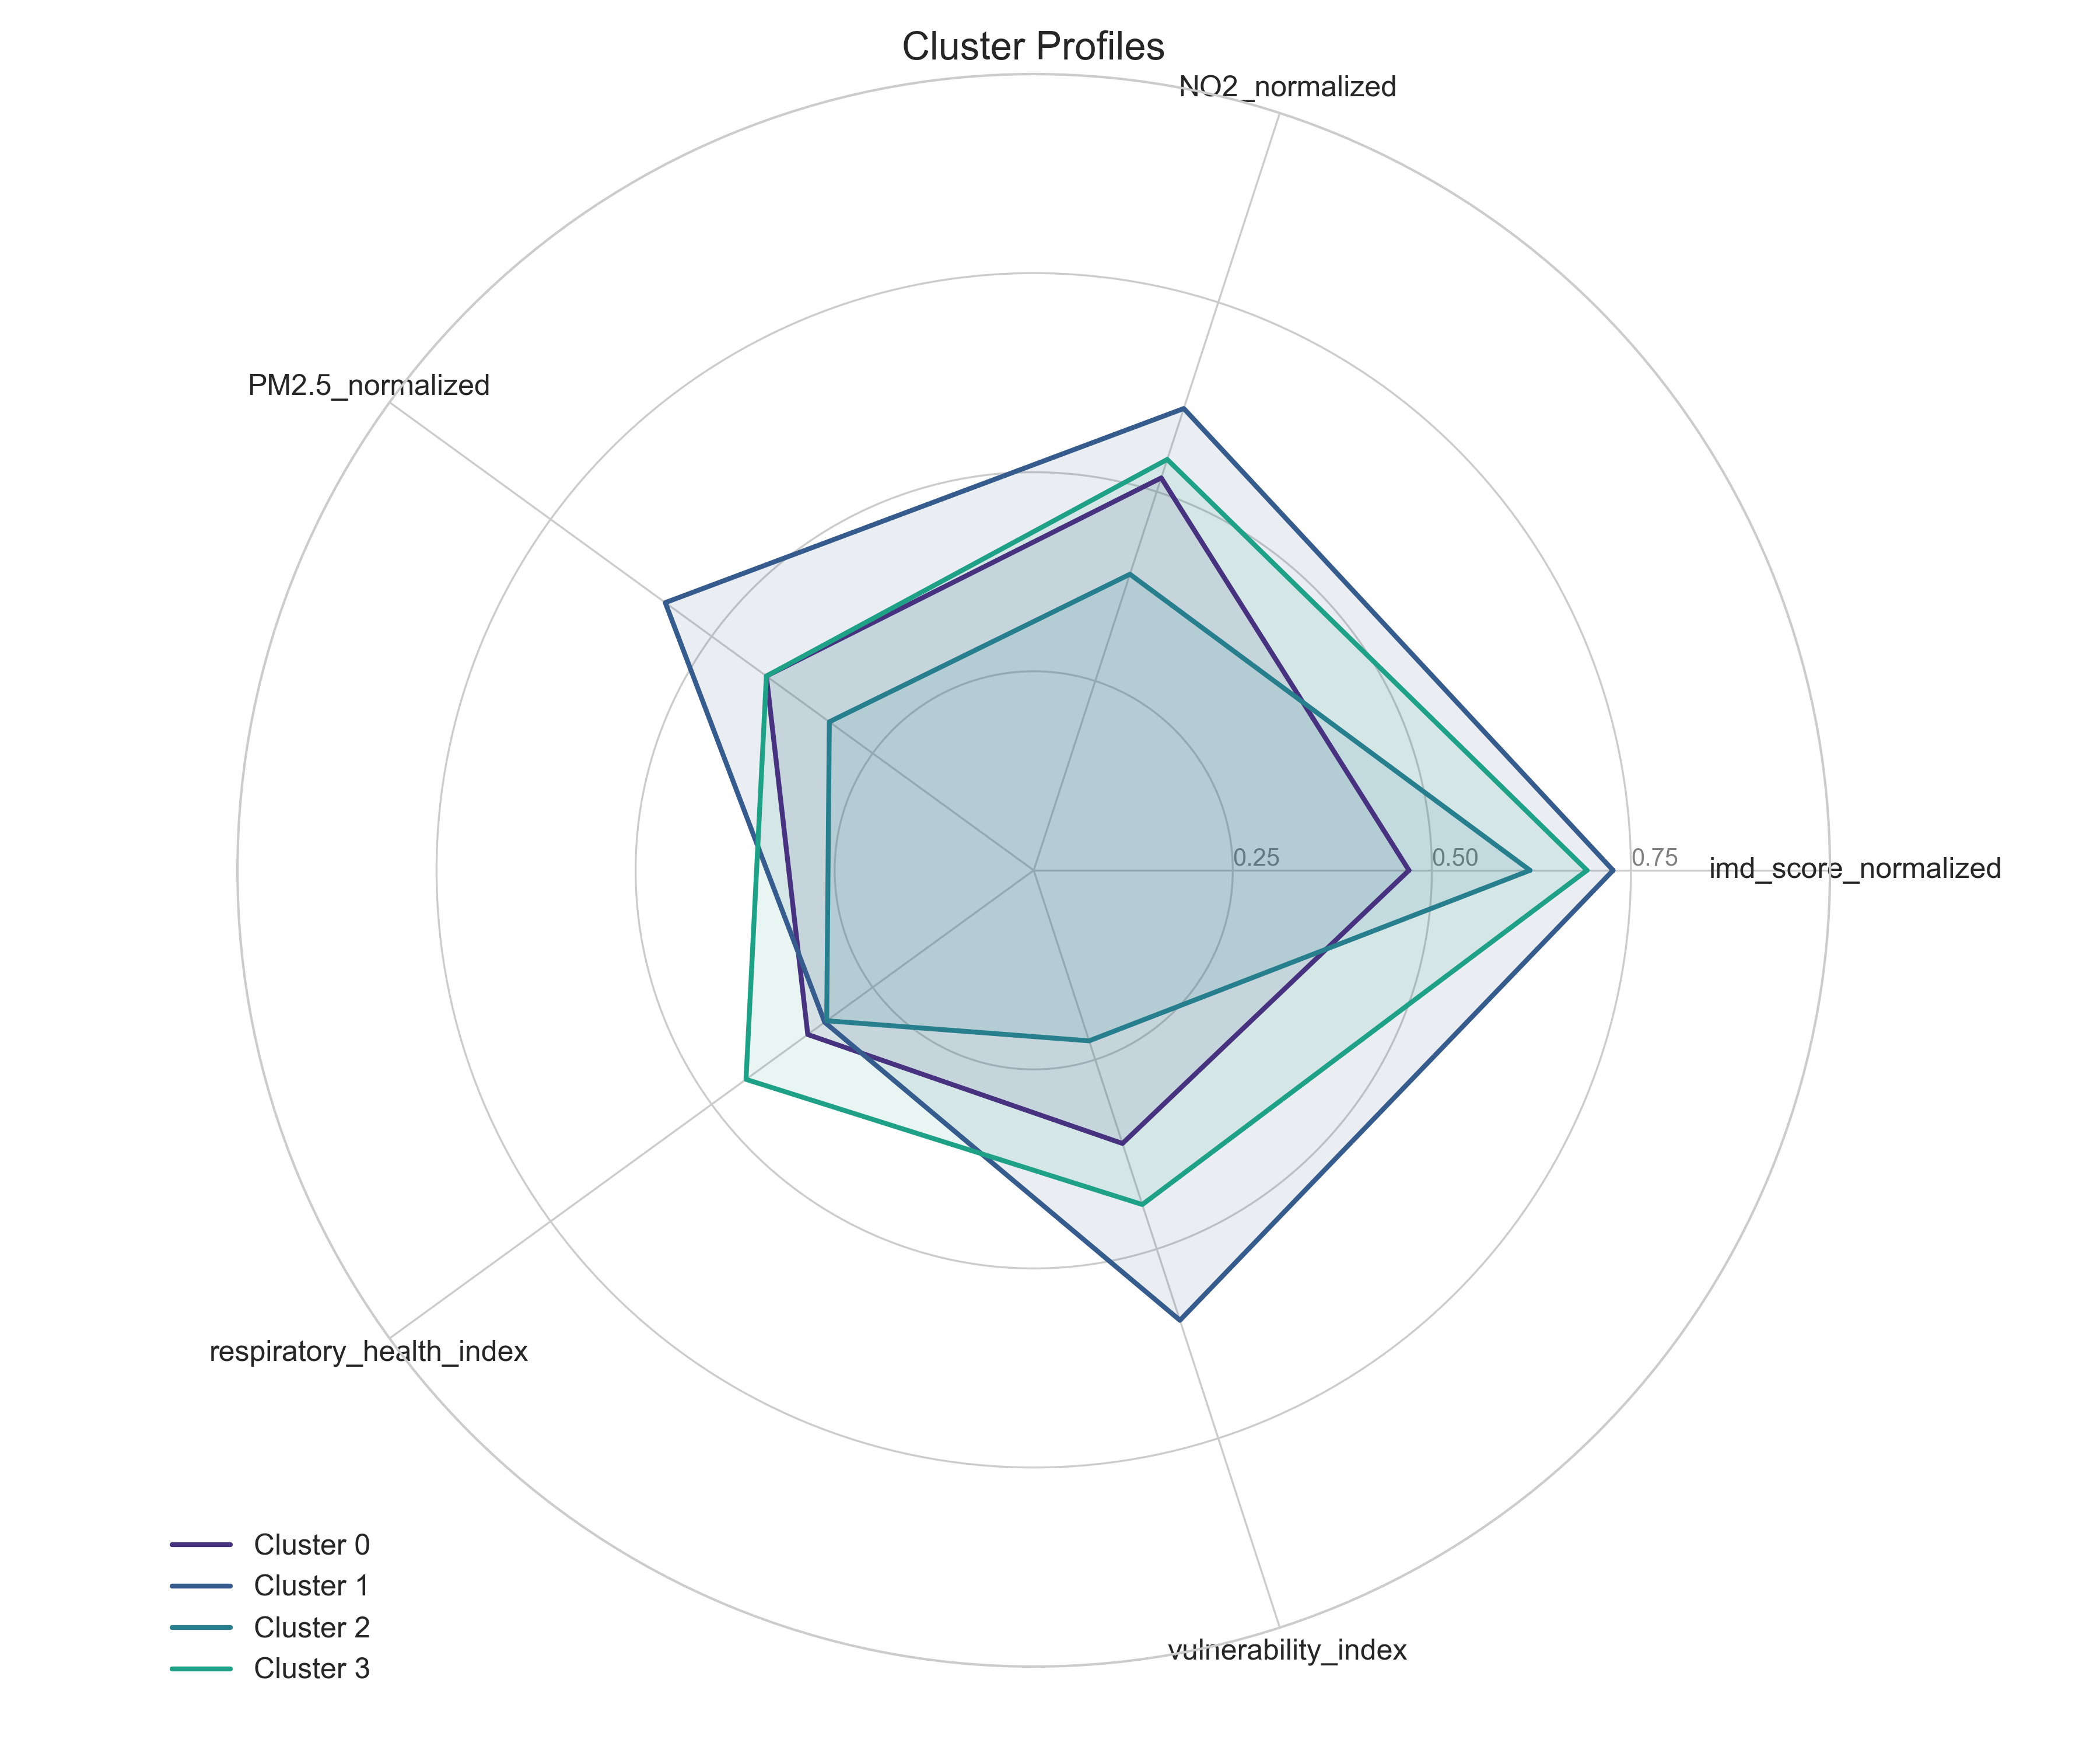 Cluster Profiles
NO2_normalized
PM2.5_normalized
0.25
0.50
0.75
imd_score_normalized
respiratory_health_index
vulnerability_index
Cluster 0
Cluster 1
Cluster 2
Cluster 3